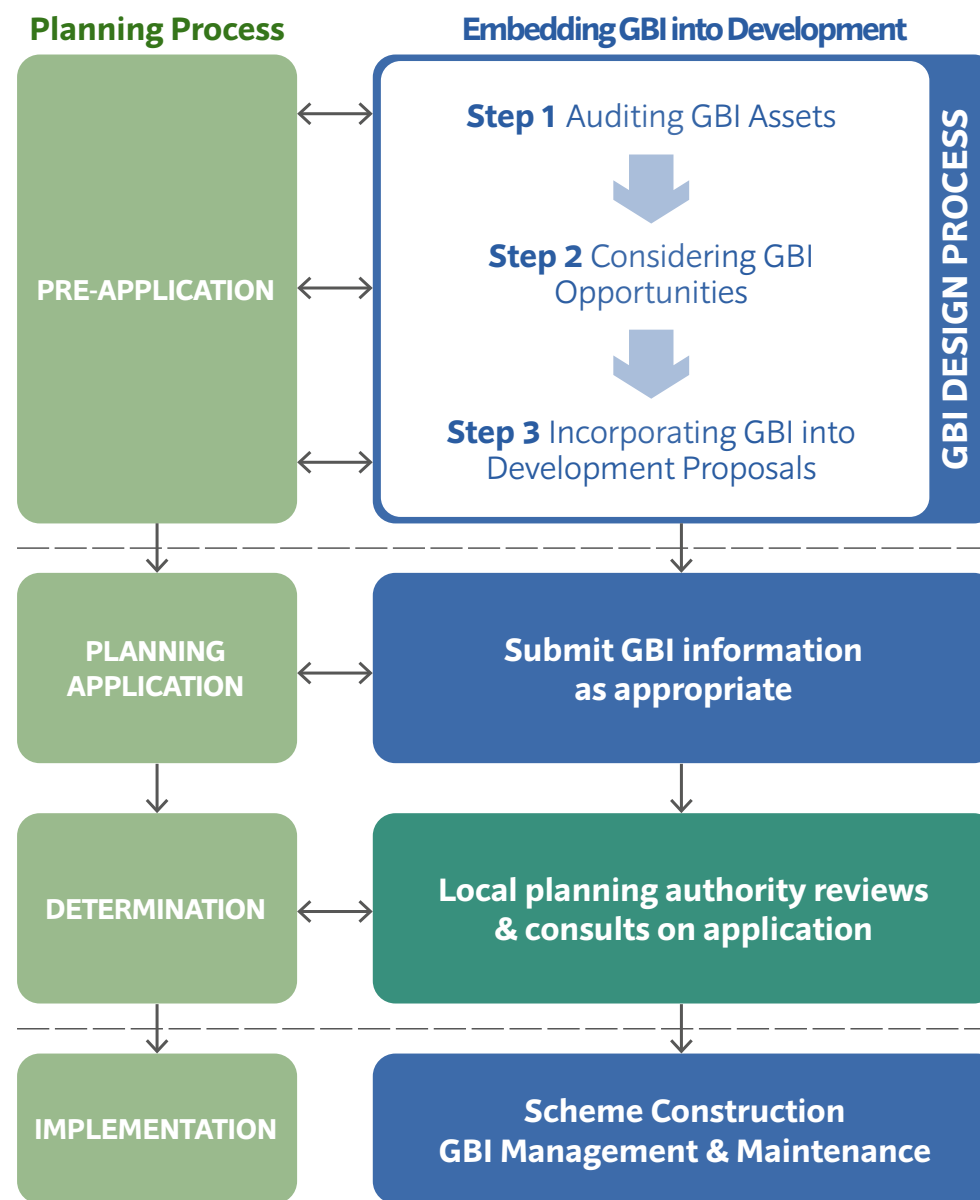 Planning Process
Embedding GBI into Development
PRE-APPLICATION
Step 1 Auditing GBI Assets
Step 2 Considering GBI
Opportunities
Step 3 Incorporating GBI into
Development Proposals
GBI DESIGN PROCESS
PLANNING
APPLICATION
Submit GBI information
as appropriate
DETERMINATION
Local planning authority reviews
& consults on application
IMPLEMENTATION
Scheme Construction
GBI Management & Maintenance